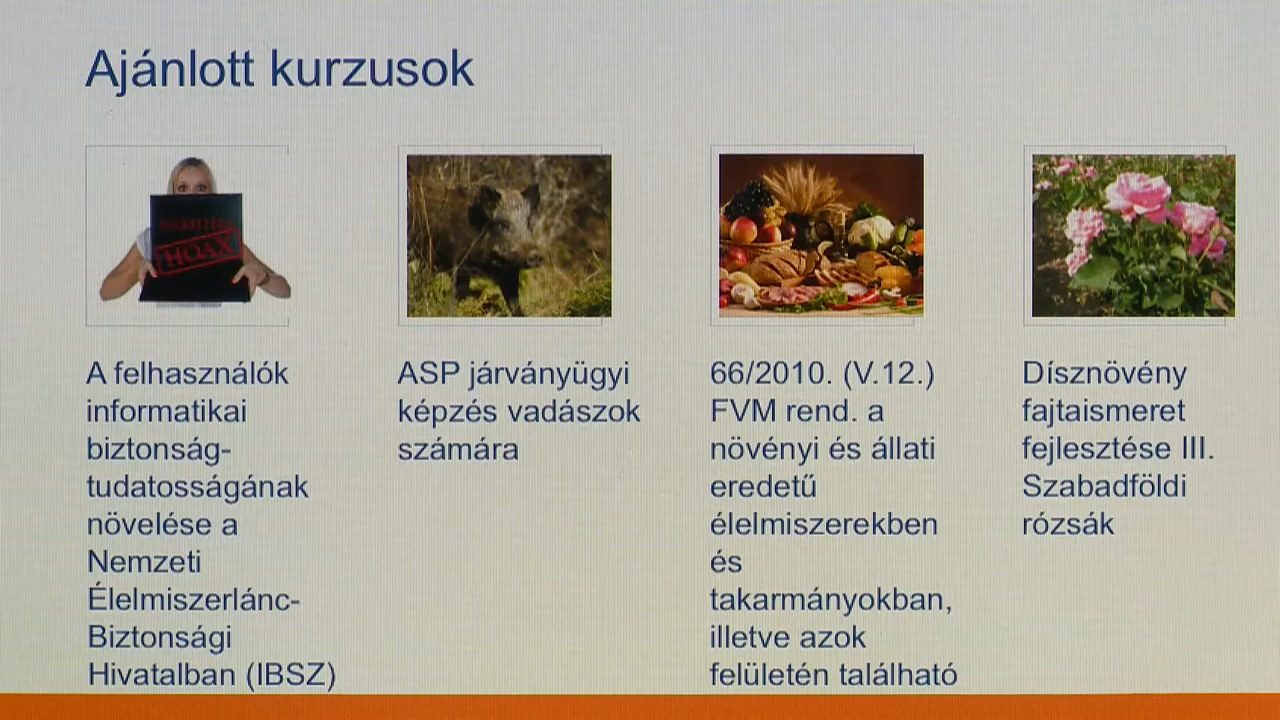 Ajánlott kurzusok
HOAX
A felhasználók
informatikai
biztonság-
tudatosságának
növelése a
Nemzeti
Élelmiszerlánc-
Biztonsági
Hivatalban (IBSZ)
ASP járványügyi
képzés vadászok
számára
66/2010. (V.12.)
FVM rend. a
növényi és állati
eredetű
élelmiszerekben
és
takarmányokban,
illetve azok
felületén található
Dísznövény
fajtaismeret
fejlesztése III.
Szabadföldi
rózsák